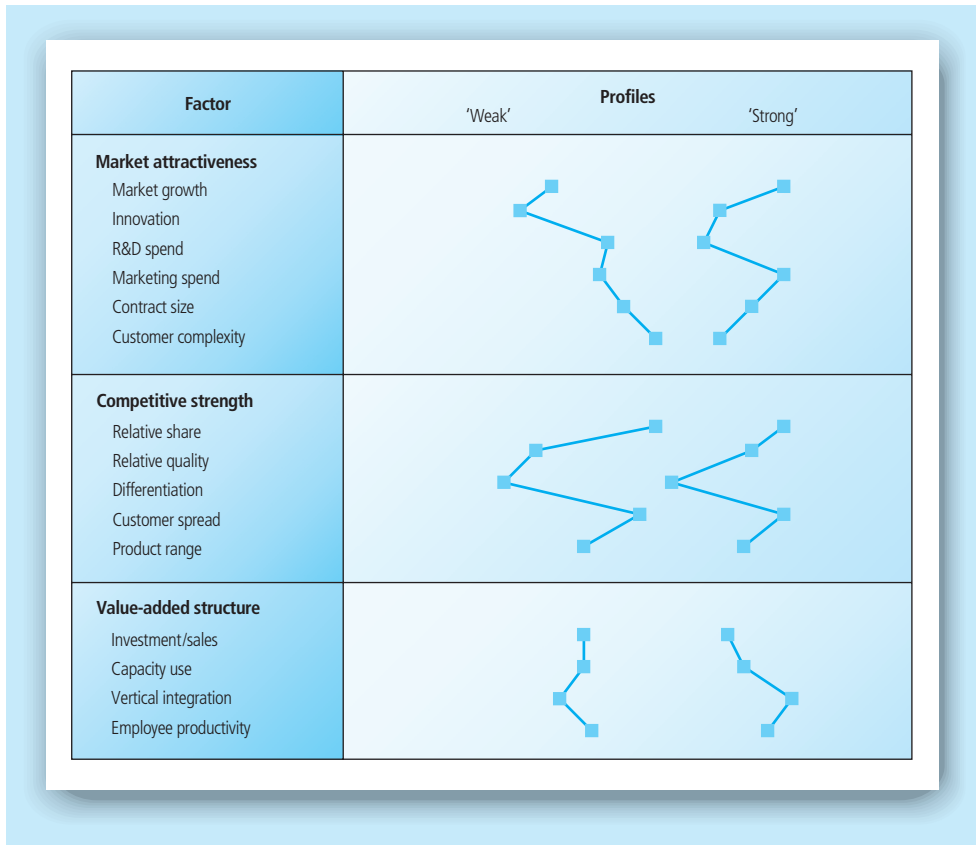 Factor
Profiles
‘Weak’
‘Strong’
Market attractiveness
Market growth
Innovation
R&D spend
Marketing spend
Contract size
Customer complexity
Competitive strength
Relative share
Relative quality
Differentiation
Customer spread
Product range
Value-added structure
Investment/sales
Capacity use
Vertical integration
Employee productivity